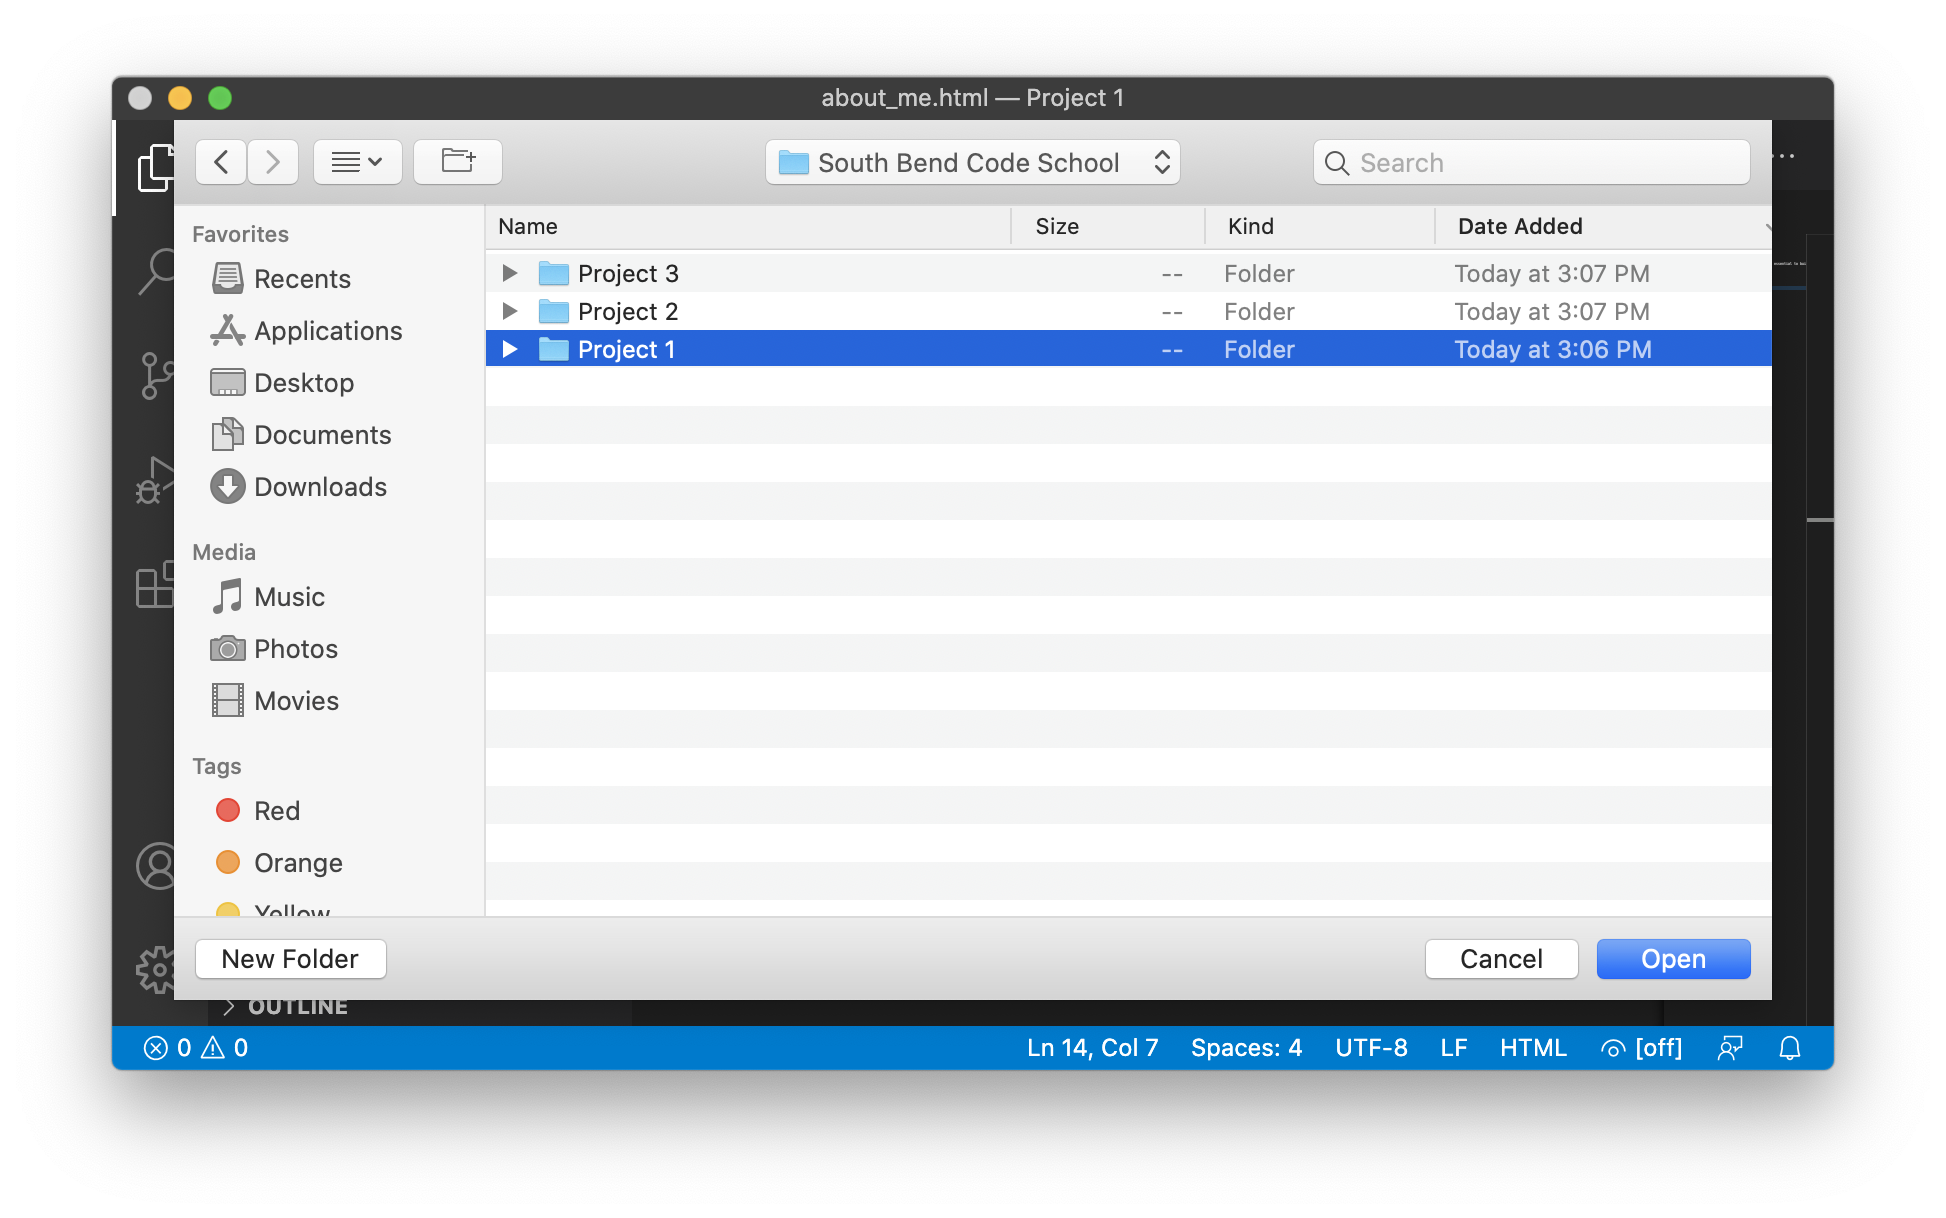 about_me.html — Project 1
South Bend Code School
Search
Favorites
Recents
Applications
Desktop
Documents
Downloads
Media
Music
Photos
Movies
Tags
Red
Orange
Yellow
Name Size Kind Date Added
Project 3 -- Folder Today at 3:07 PM
Project 2 -- Folder Today at 3:07 PM
Project 1 -- Folder Today at 3:06 PM
New Folder Cancel Open
OUTLINE
0 0 Ln 14, Col 7 Spaces: 4 UTF-8 LF HTML [off]